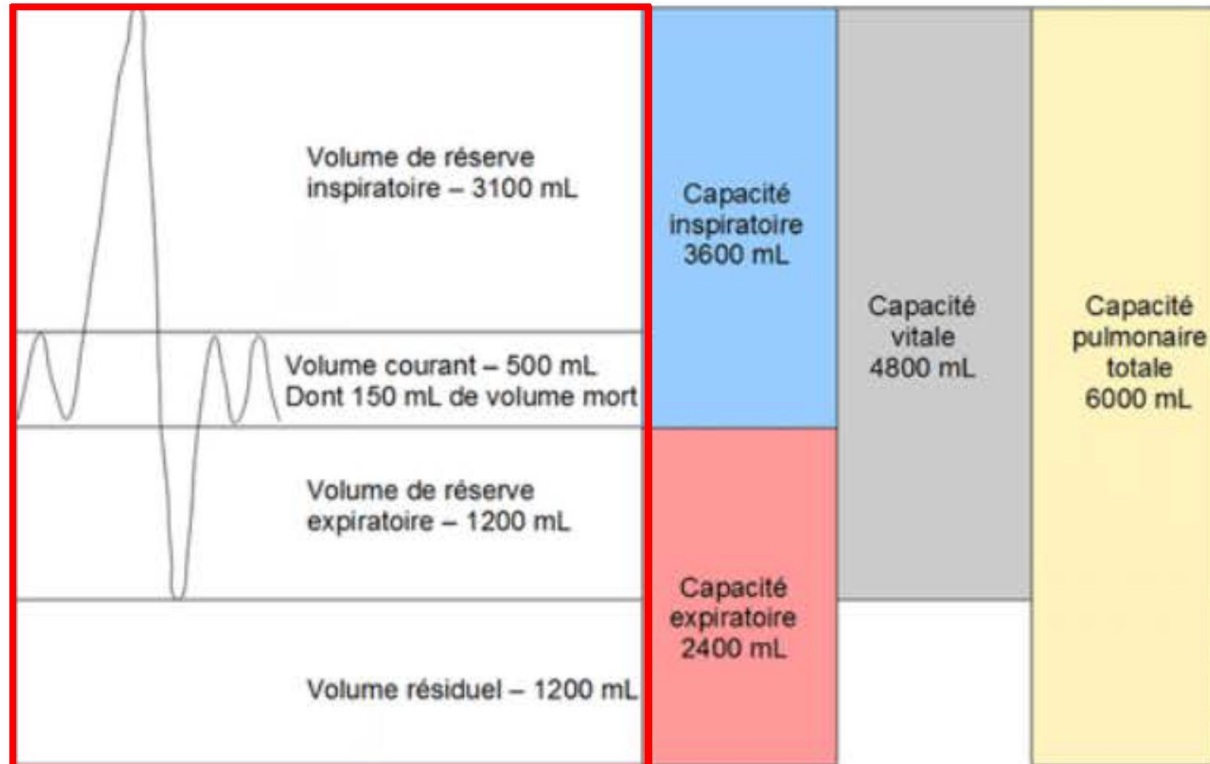 Volume de réserve
inspiratoire – 3100 mL
Volume courant – 500 mL
Dont 150 mL de volume mort
Volume de réserve
expiratoire – 1200 mL
Volume résiduel – 1200 mL
Capacité
inspiratoire
3600 mL
Capacité
expiratoire
2400 mL
Capacité
vitale
4800 mL
Capacité
pulmonaire
totale
6000 mL